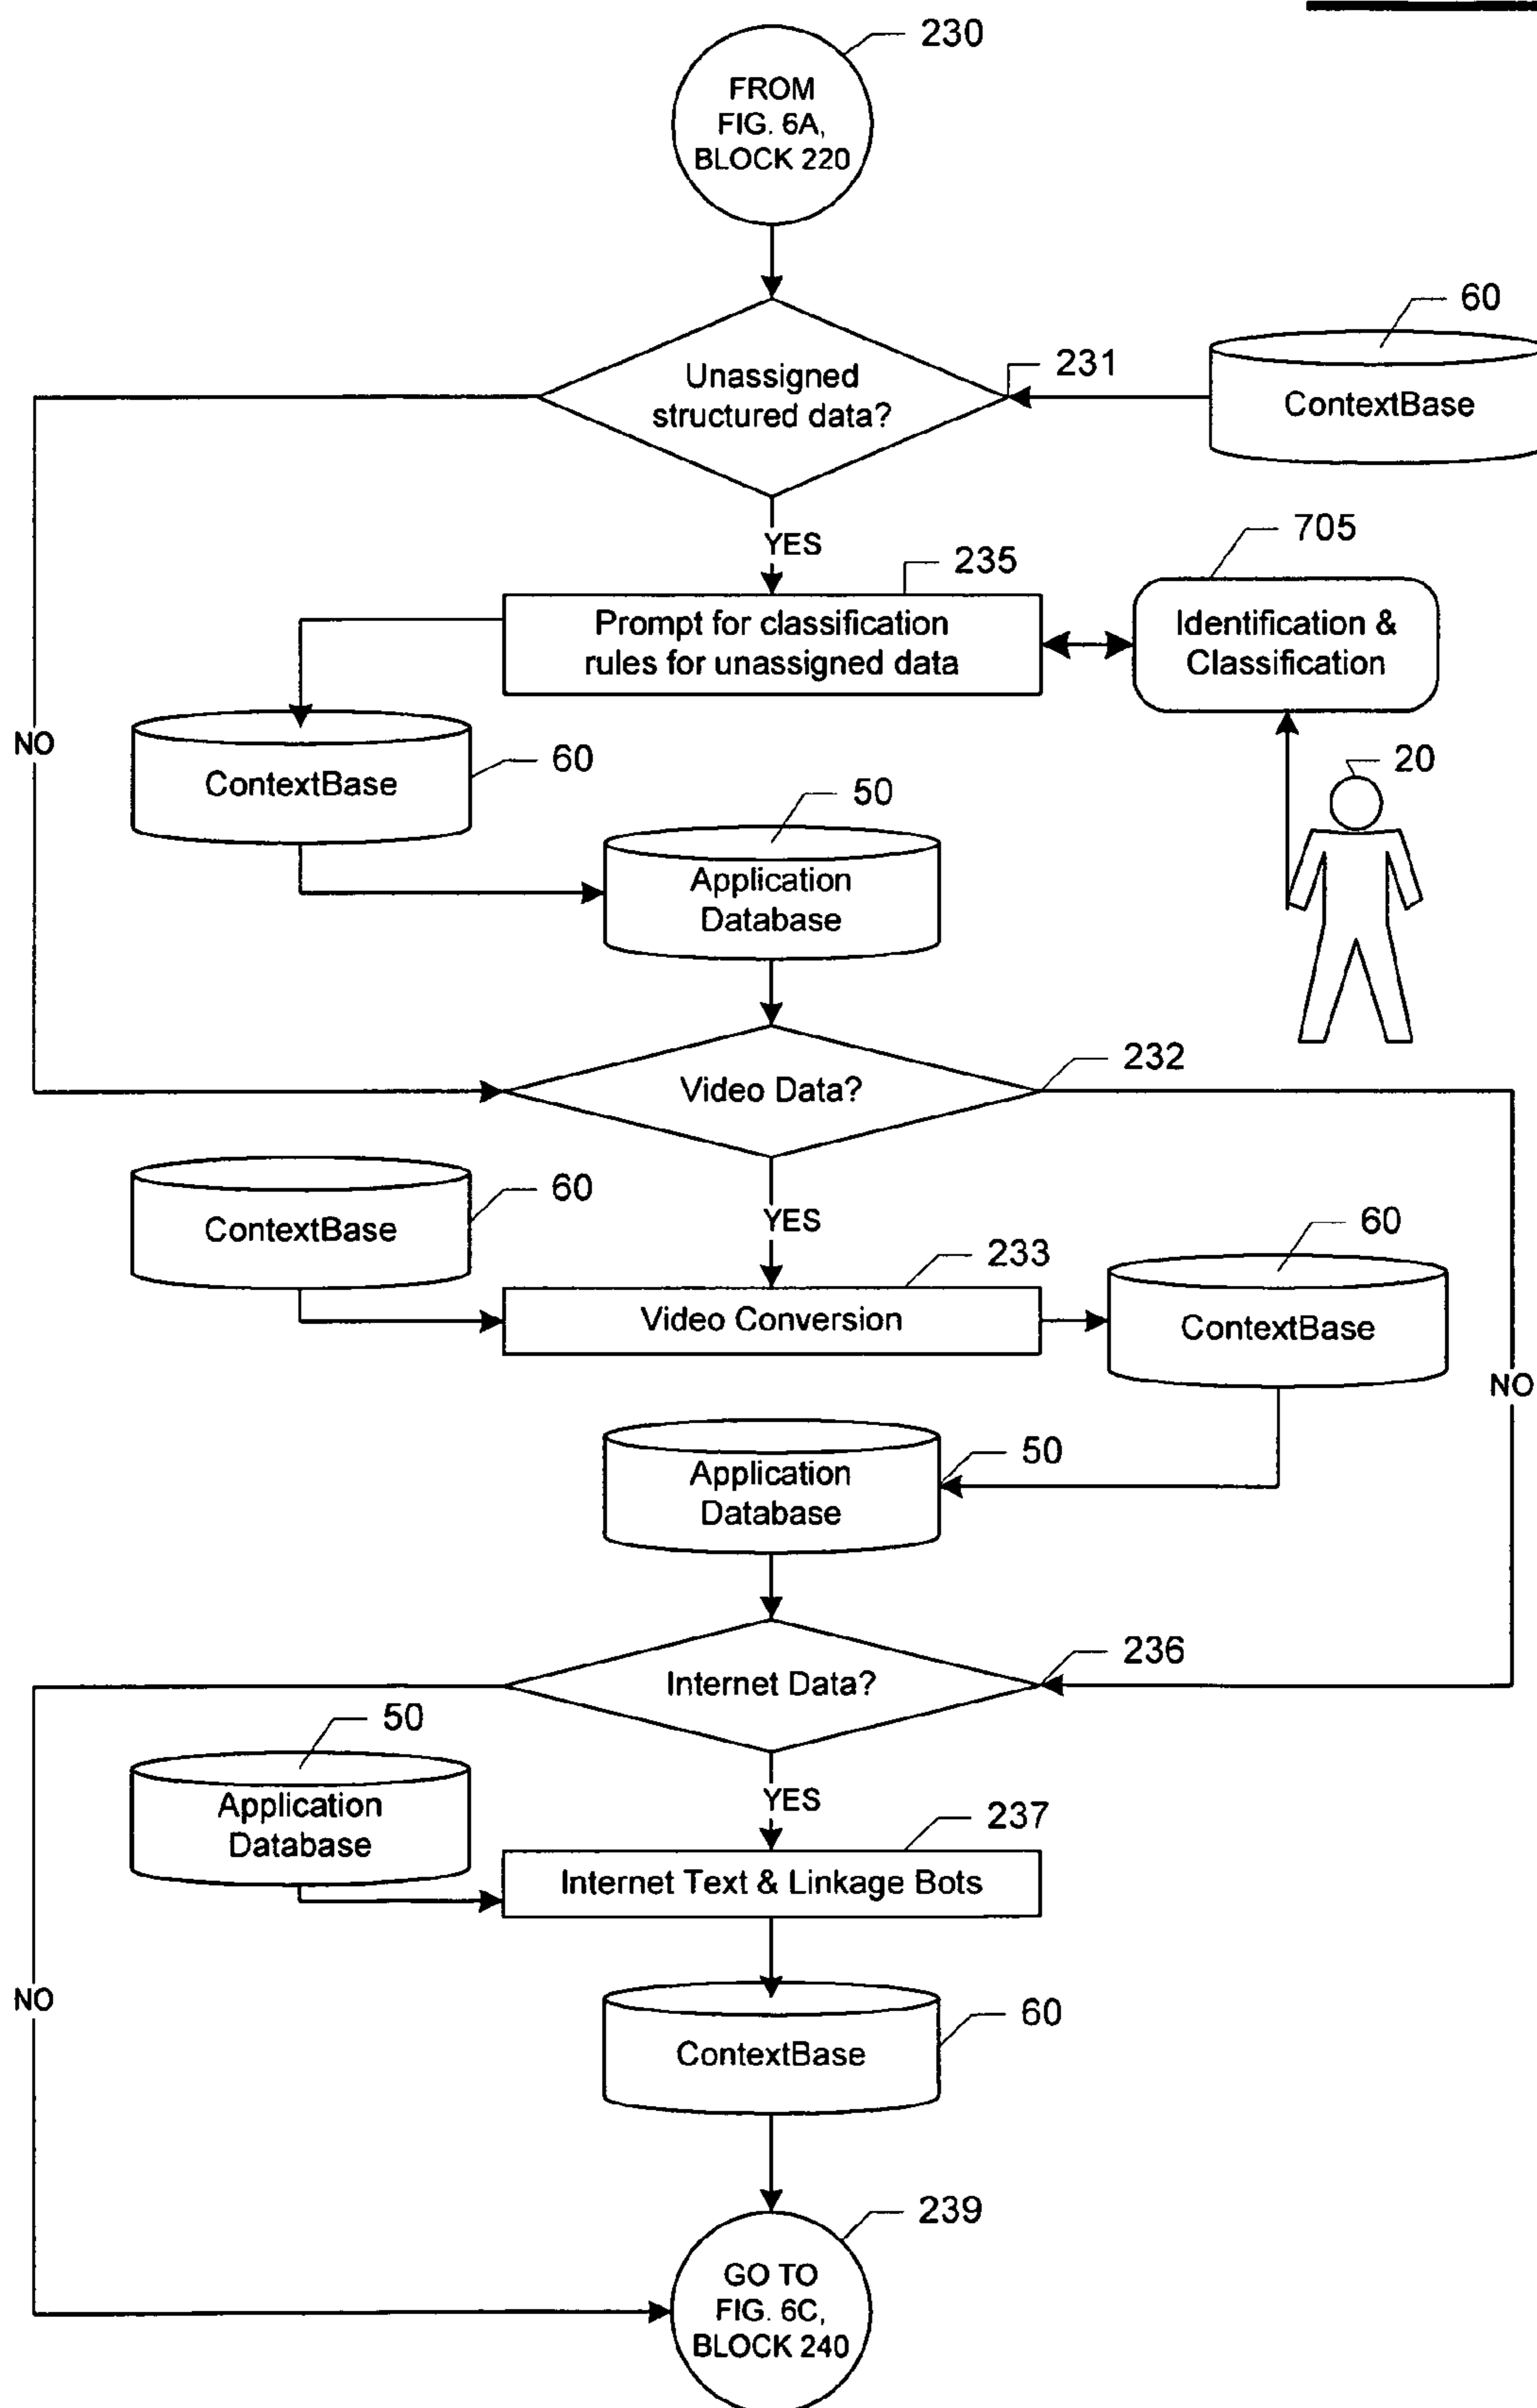 230
FROM
FIG. 6A,
BLOCK 220
60
231
Unassigned
structured data?
ContextBase
705
YES
235
Prompt for classification
rules for unassigned data
Identification &
Classification
NO
60
20
ContextBase
50
Application
Database
232
Video Data?
60
ContextBase
YES
60
233
Video Conversion
ContextBase
NO
50
Application
Database
236
Internet Data?
50
Application
Database
YES
237
Internet Text & Linkage Bots
NO
60
ContextBase
239
GO TO
FIG. 6C,
BLOCK 240